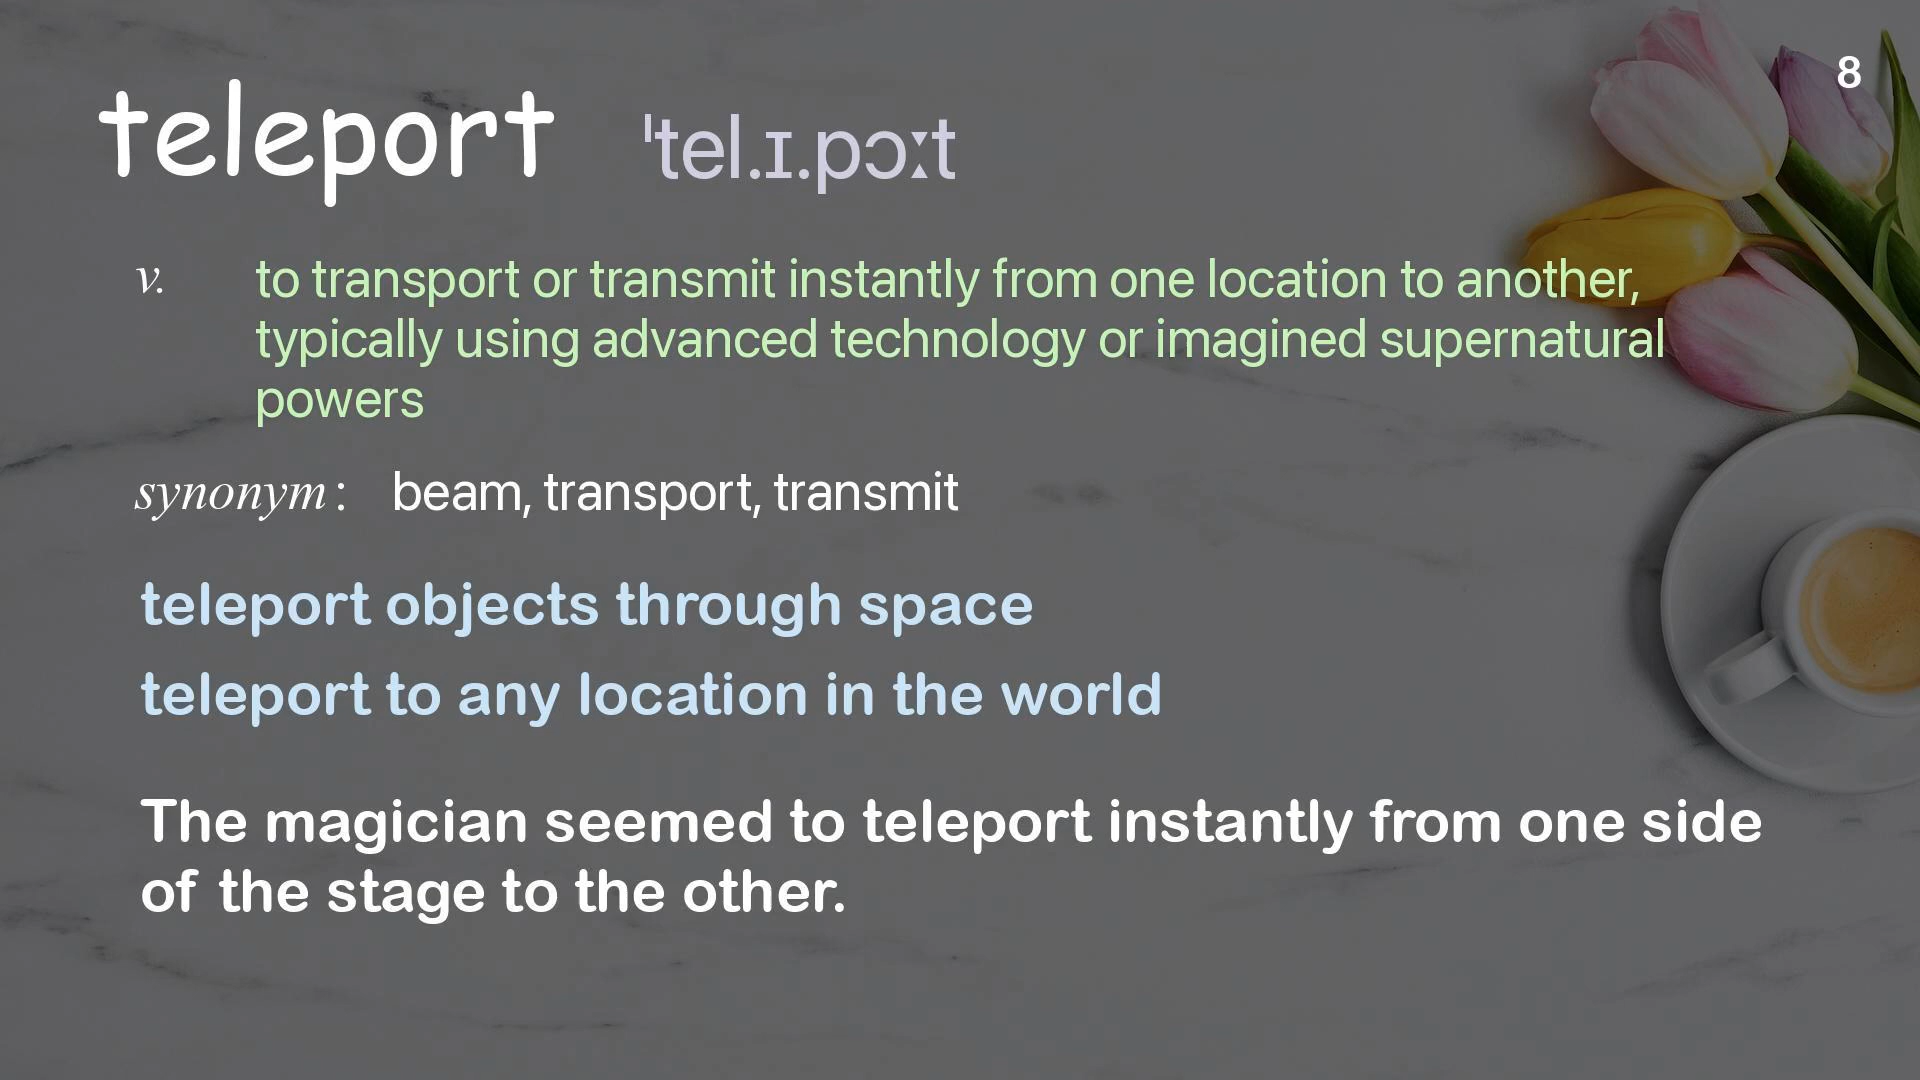 8
teleport ˈtel.ɪ.pɔːt
v. to transport or transmit instantly from one location to another,
typically using advanced technology or imagined supernatural
powers
synonym: beam, transport, transmit
teleport objects through space
teleport to any location in the world
The magician seemed to teleport instantly from one side
of the stage to the other.